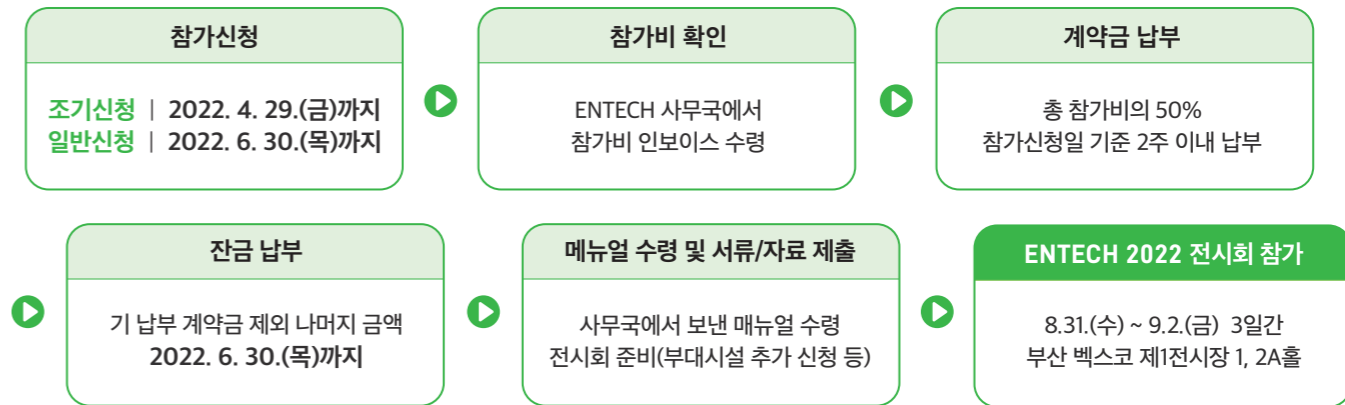 참가신청
조기신청 | 2022. 4. 29.(금)까지
일반신청 | 2022. 6. 30.(목)까지
참가비 확인
ENTECH 사무국에서
참가비 인보이스 수령
계약금 납부
총 참가비의 50%
참가신청일 기준 2주 이내 납부
잔금 납부
기 납부 계약금 제외 나머지 금액
2022. 6. 30.(목)까지
메뉴얼 수령 및 서류/자료 제출
사무국에서 보낸 매뉴얼 수령
전시회 준비(부대시설 추가 신청 등)
ENTECH 2022 전시회 참가
8.31.(수) ~ 9.2.(금) 3일간
부산 벡스코 제1전시장 1, 2A홀